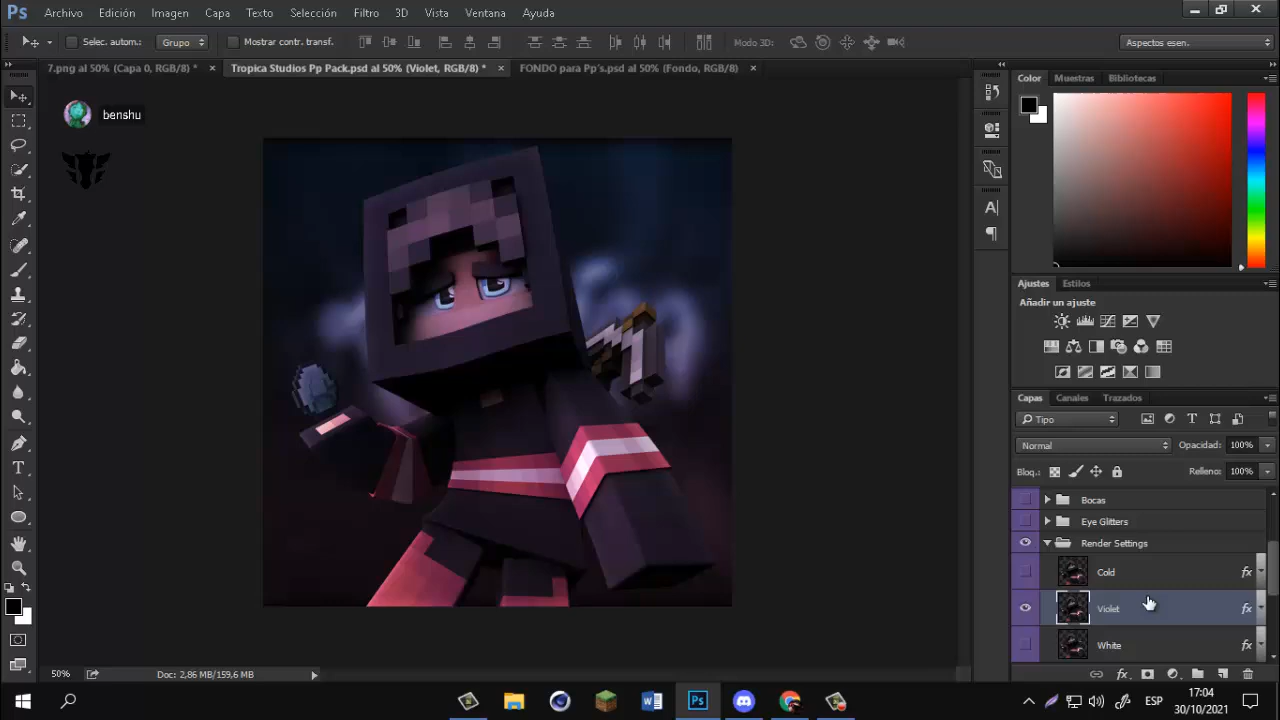 Ps Archivo Edición Imagen Capa Texto Selección Filtro 3D Vista Ventana Ayuda
Selec. autom.: Grupo Mostrar contr. transf. Modo 3D: Aspectos esen.
7.png al 50% (Capa 0, RGB/8) * Tropica Studios Pp Pack.psd al 50% (Violet, RGB/8) * FONDO para Pp's.psd al 50% (Fondo, RGB/8)
Color Muestras Bibliotecas
benshu
Ajustes Estilos
Añadir un ajuste
Capas Canales Trazados
Tipo
Normal Opacidad: 100%
Bloq.: Relleno: 100%
Bocas
Eye Glitters
Render Settings
Cold fx
Violet fx
White fx
50% Doc: 2,86 MB/159,6 MB
ESP 17:04
30/10/2021